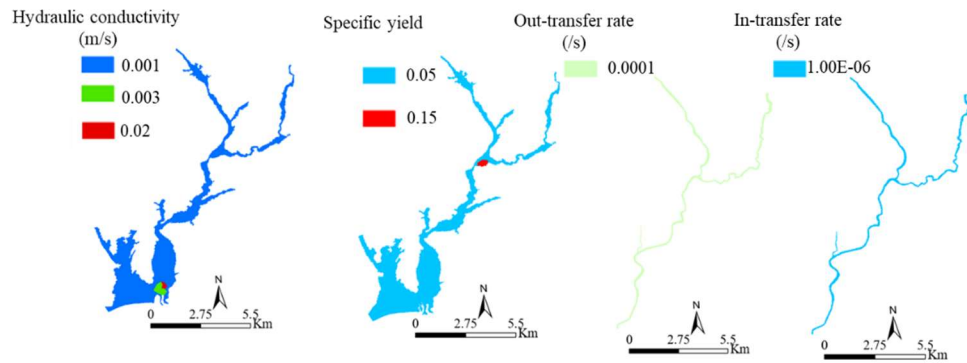 Hydraulic conductivity
(m/s)
0.001
0.003
0.02
N
0 2.75 5.5
Km
Specific yield
0.05
0.15
N
0 2.75 5.5
Km
Out-transfer rate
(/s)
0.0001
N
0 2.75 5.5
Km
In-transfer rate
(/s)
1.00E-06
N
0 2.75 5.5
Km